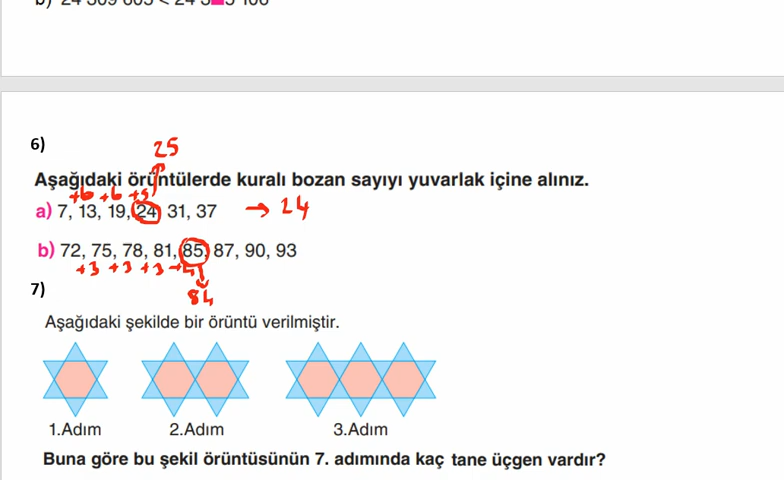 6)
25
Aşağıdaki örüntülerde kuralı bozan sayıyı yuvarlak içine alınız.
+6 +6 +5
a) 7, 13, 19, 24, 31, 37 → 24
b) 72, 75, 78, 81, 85, 87, 90, 93
+3 +3 +3 +4
84
7)
Aşağıdaki şekilde bir örüntü verilmiştir.
1.Adım 2.Adım 3.Adım
Buna göre bu şekil örüntüsünün 7. adımında kaç tane üçgen vardır?